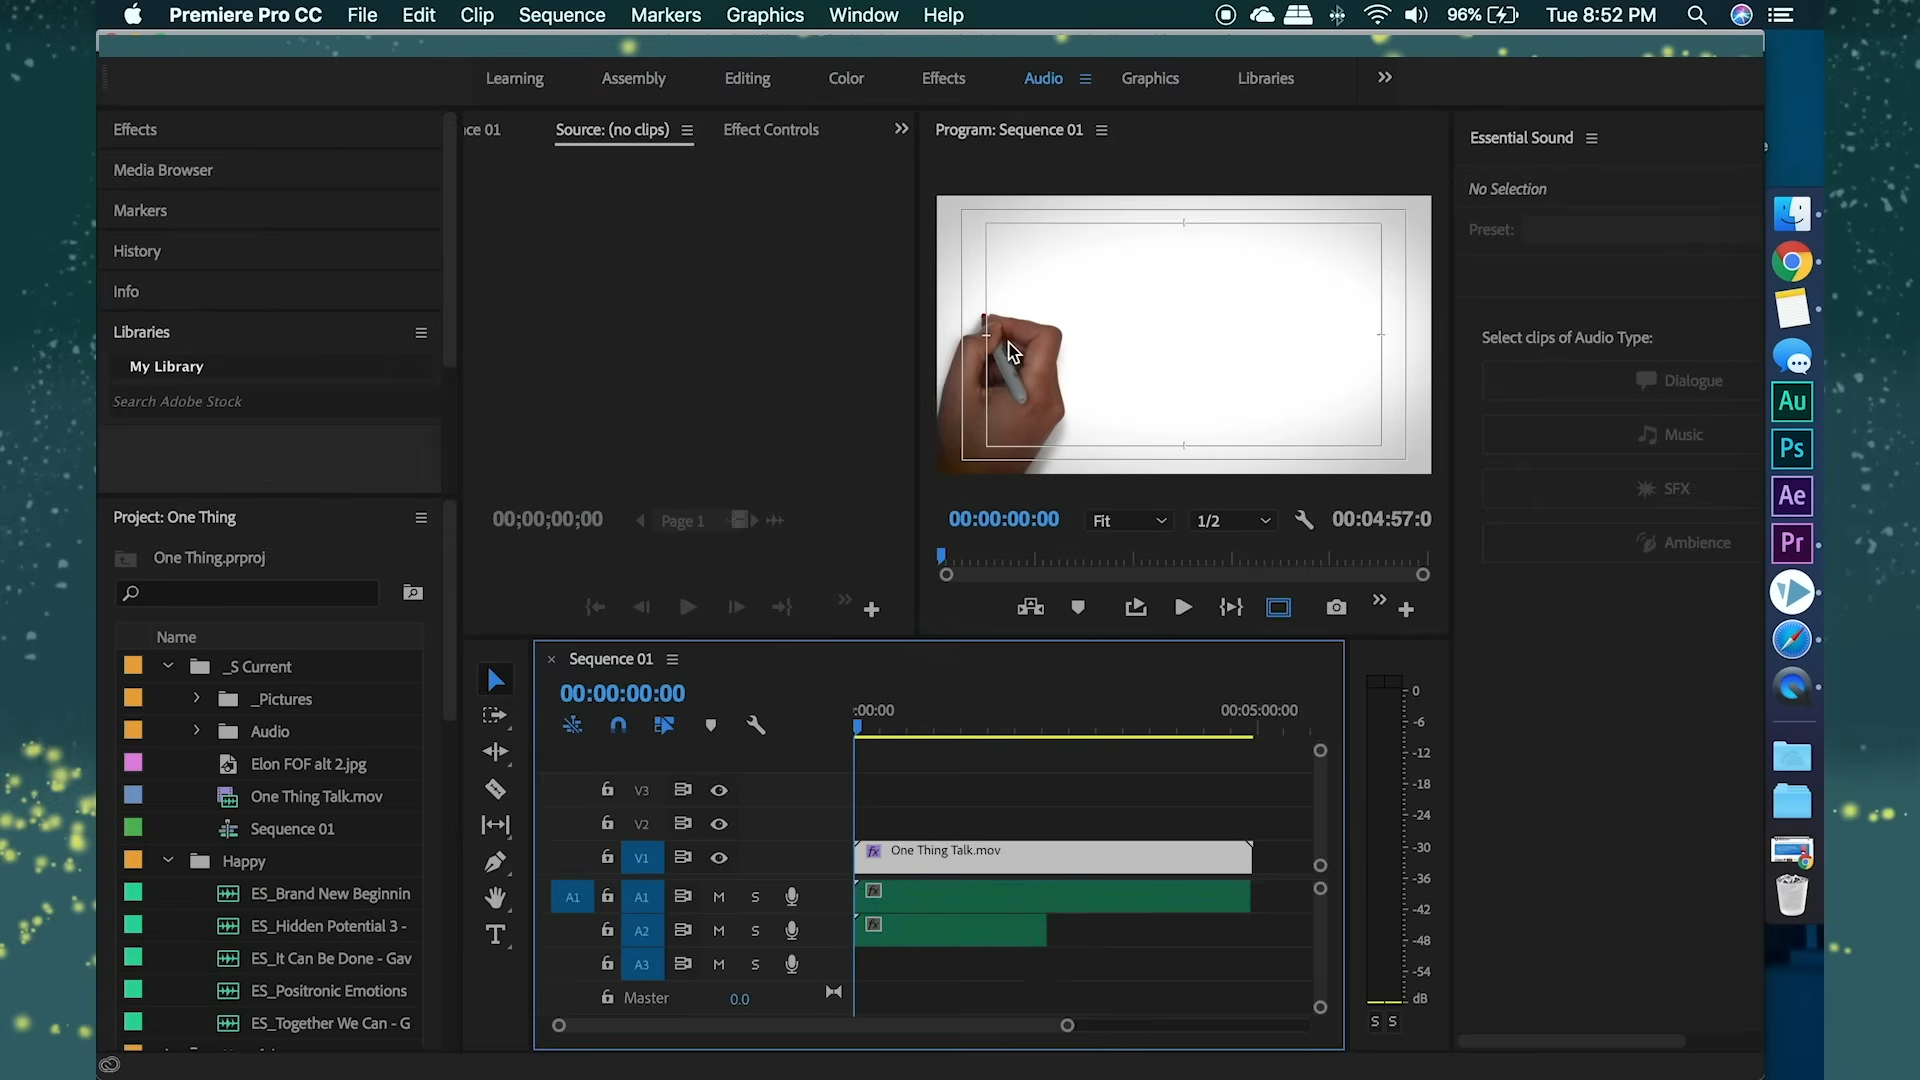 Premiere Pro CC File Edit Clip Sequence Markers Graphics Window Help 96% Tue 8:52 PM
Learning Assembly Editing Color Effects Audio Graphics Libraries
Effects
Media Browser
Markers
History
Info
Libraries
My Library
Search Adobe Stock
ce 01 Source: (no clips) Effect Controls
00;00;00;00 Page 1
Program: Sequence 01
00:00:00:00 Fit 1/2 00:04:57:0
Essential Sound
No Selection
Preset:
Select clips of Audio Type:
Dialogue
Music
SFX
Ambience
Au
Ps
Ae
Pr
Project: One Thing
One Thing.prproj
Name
_S Current
_Pictures
Audio
Elon FOF alt 2.jpg
One Thing Talk.mov
Sequence 01
Happy
ES_Brand New Beginnin
ES_Hidden Potential 3 -
ES_It Can Be Done - Gav
ES_Positronic Emotions
ES_Together We Can - G
T
× Sequence 01
00:00:00:00
:00:00 00:05:00:00
V3
V2
V1 fx One Thing Talk.mov
A1 A1 M S fx
A2 M S fx
A3 M S
Master 0.0
0
-6
-12
-18
-24
-30
-36
-42
-48
-54
dB
S S